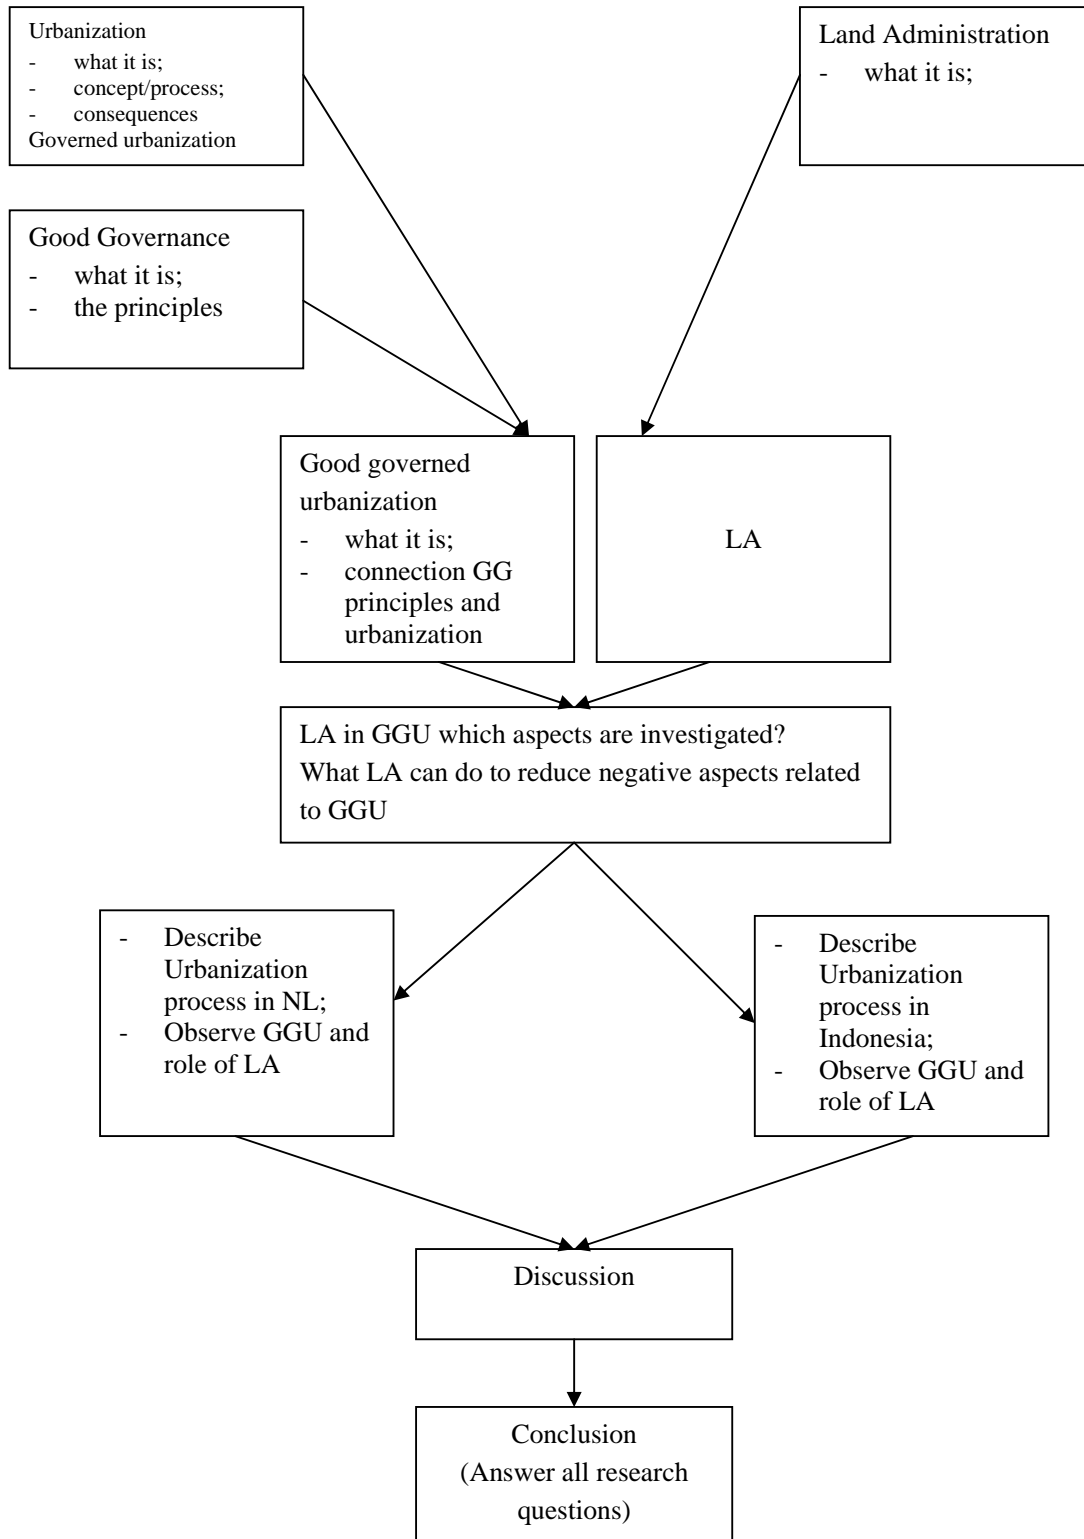 Urbanization
- what it is;
- concept/process;
- consequences
Governed urbanization
Land Administration
- what it is;
Good Governance
- what it is;
- the principles
Good governed
urbanization
- what it is;
- connection GG
principles and
urbanization
LA
LA in GGU which aspects are investigated?
What LA can do to reduce negative aspects related
to GGU
- Describe
Urbanization
process in NL;
- Observe GGU and
role of LA
- Describe
Urbanization
process in
Indonesia;
- Observe GGU and
role of LA
Discussion
Conclusion
(Answer all research
questions)